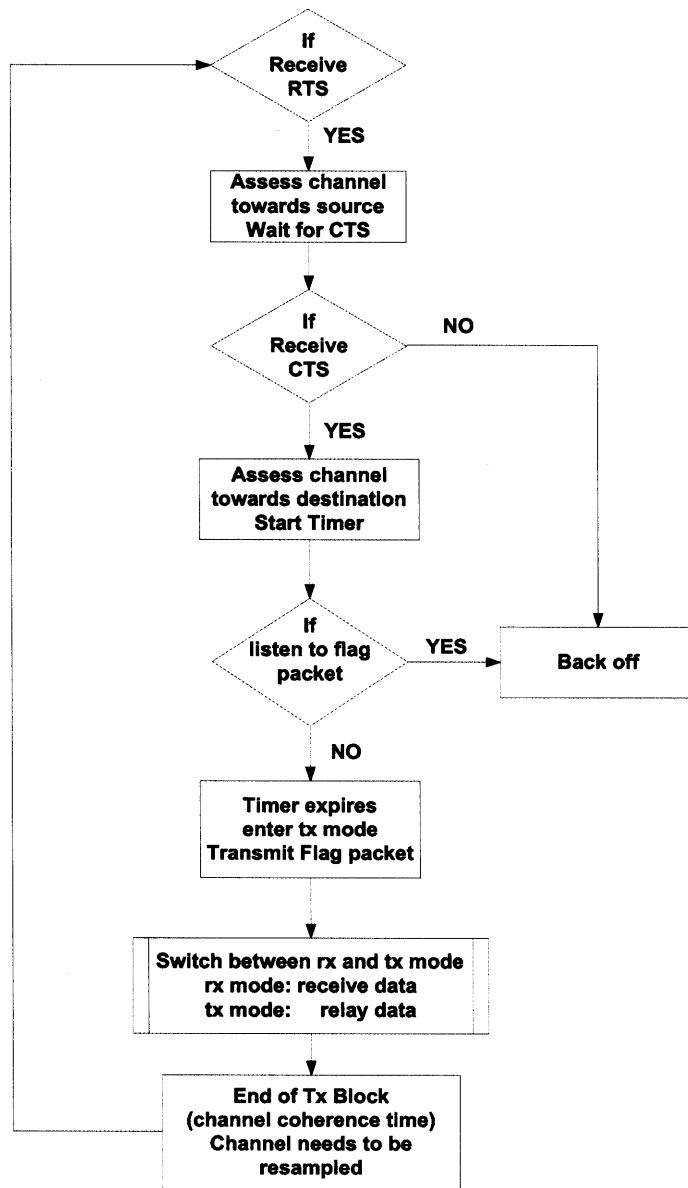 If
Receive
RTS
YES
Assess channel
towards source
Wait for CTS
If
Receive
CTS
NO
YES
Assess channel
towards destination
Start Timer
If
listen to flag
packet
YES
Back off
NO
Timer expires
enter tx mode
Transmit Flag packet
Switch between rx and tx mode
rx mode: receive data
tx mode: relay data
End of Tx Block
(channel coherence time)
Channel needs to be
resampled